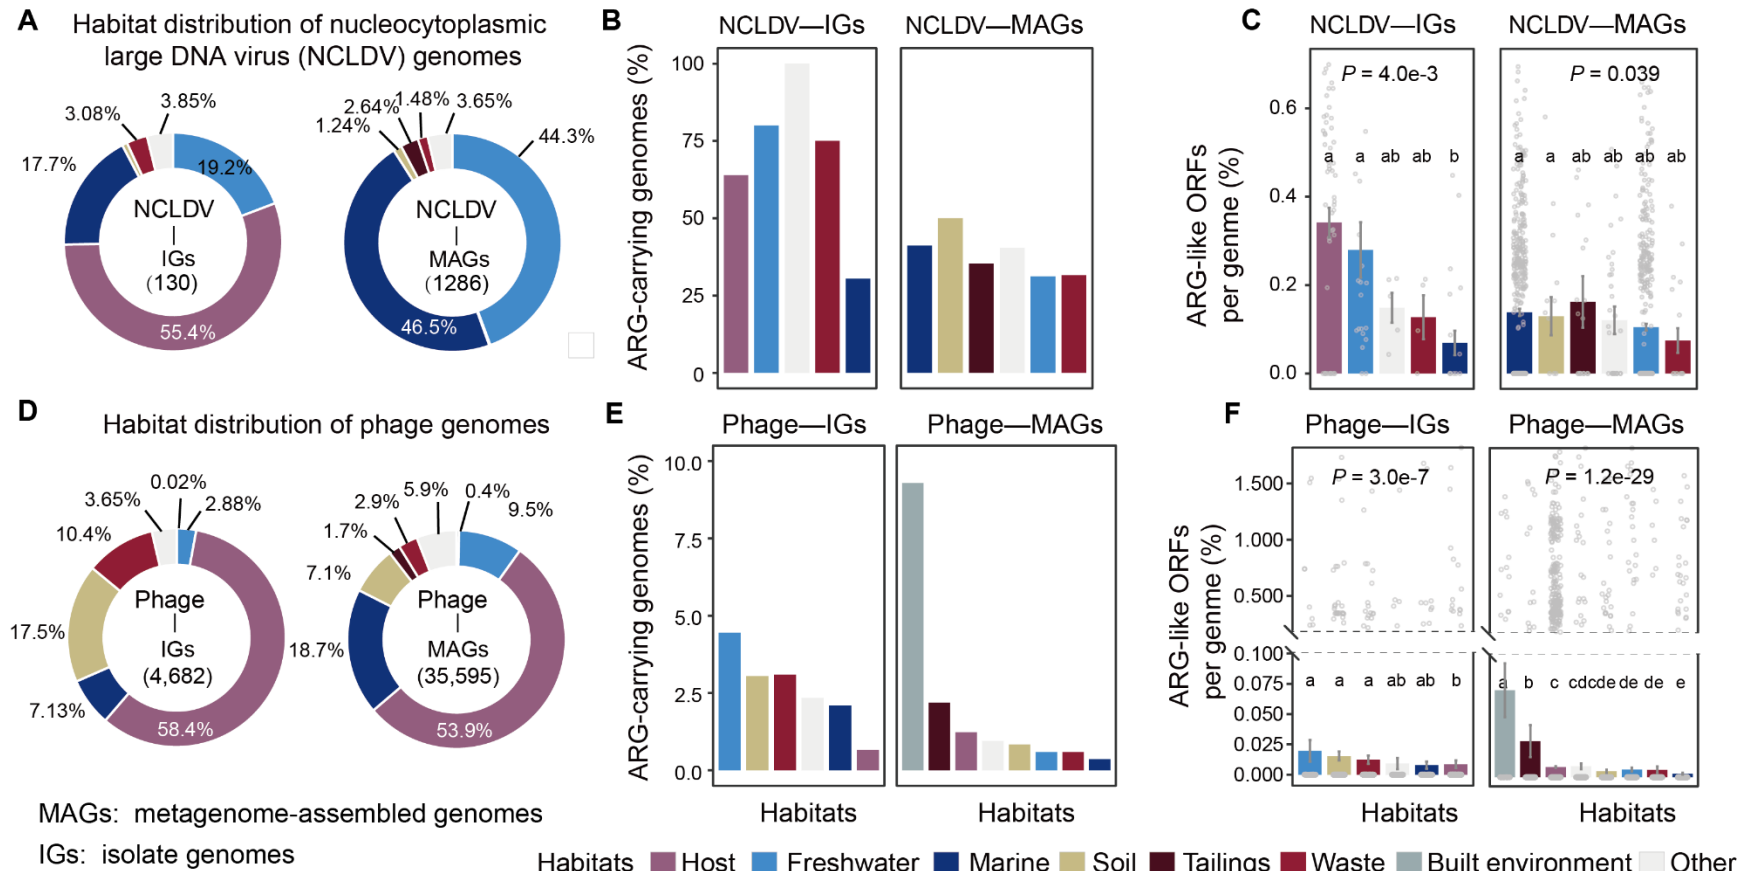 A
Habitat distribution of nucleocytoplasmic
large DNA virus (NCLDV) genomes
3.08%
3.85%
17.7%
19.2%
NCLDV
IGs
(130)
55.4%
2.64%
1.48%
3.65%
1.24%
44.3%
NCLDV
MAGs
(1286)
46.5%
B
NCLDV—IGs
NCLDV—MAGs
ARG-carrying genomes (%)
100
75
50
25
0
C
NCLDV—IGs
NCLDV—MAGs
ARG-like ORFs
per genme (%)
0.6
0.4
0.2
0.0
P = 4.0e-3
a a ab ab b
P = 0.039
a a ab ab ab ab
D
Habitat distribution of phage genomes
0.02%
3.65%
2.88%
10.4%
17.5%
7.13%
Phage
IGs
(4,682)
58.4%
5.9%
0.4%
2.9%
9.5%
1.7%
7.1%
18.7%
Phage
MAGs
(35,595)
53.9%
E
Phage—IGs
Phage—MAGs
ARG-carrying genomes (%)
10.0
7.5
5.0
2.5
0.0
Habitats
F
Phage—IGs
Phage—MAGs
ARG-like ORFs
per genme (%)
1.500
1.000
0.500
0.100
0.075
0.050
0.025
0.000
P = 3.0e-7
a a a ab ab b
P = 1.2e-29
a b c cdcde de de e
Habitats
MAGs: metagenome-assembled genomes
IGs: isolate genomes
Habitats Host Freshwater Marine Soil Tailings Waste Built environment Other